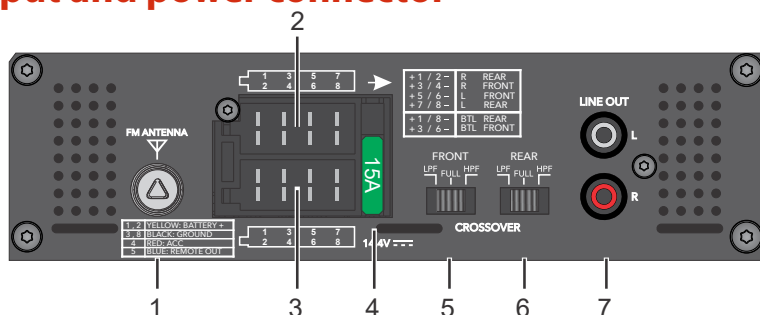 put and power connector
2
1 3 5 7
2 4 6 8
+ 1 / 2 – R REAR
+ 3 / 4 – R FRONT
+ 5 / 6 – L FRONT
+ 7 / 8 – L REAR
+ 1 / 8 – BTL REAR
+ 3 / 6 – BTL FRONT
LINE OUT
FM ANTENNA
L
15A
FRONT
REAR
LPF FULL HPF
LPF FULL HPF
R
1 , 2 YELLOW: BATTERY +
3 , 8 BLACK: GROUND
4 RED: ACC
5 BLUE: REMOTE OUT
CROSSOVER
1 3 5 7
2 4 6 8
14.4V
1 3 4 5 6 7